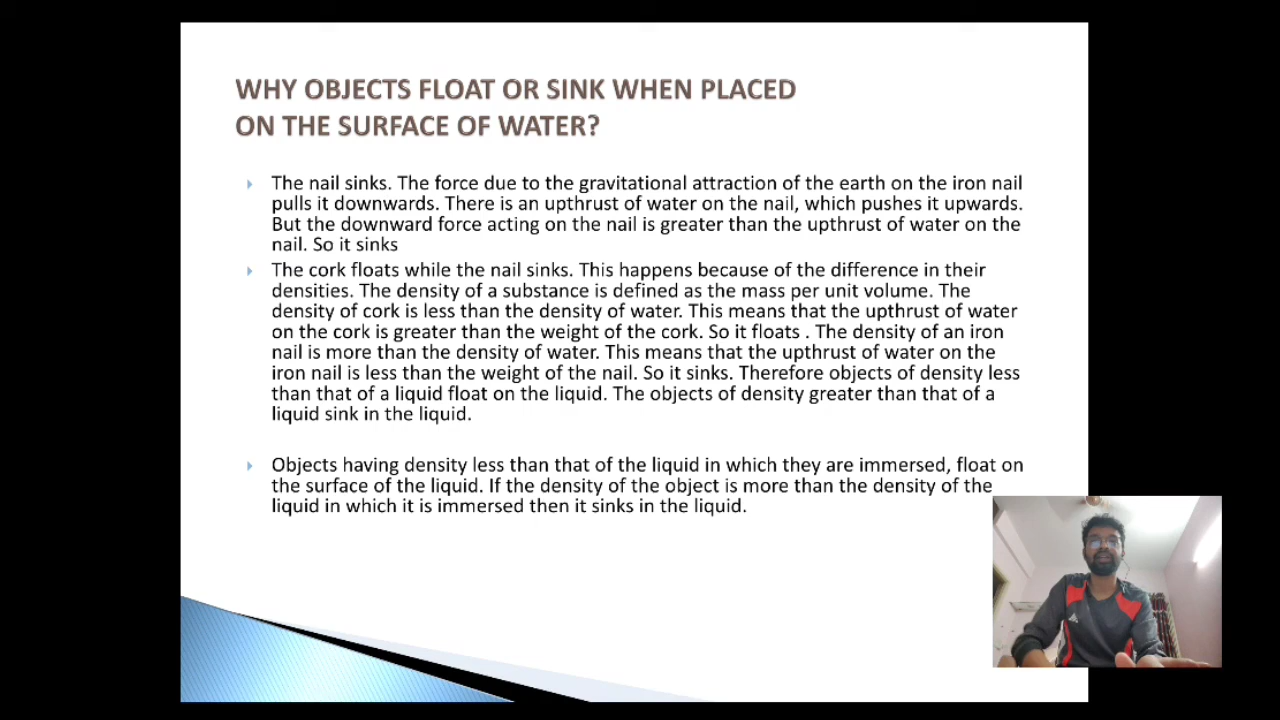 WHY OBJECTS FLOAT OR SINK WHEN PLACED
ON THE SURFACE OF WATER?
The nail sinks. The force due to the gravitational attraction of the earth on the iron nail
pulls it downwards. There is an upthrust of water on the nail, which pushes it upwards.
But the downward force acting on the nail is greater than the upthrust of water on the
nail. So it sinks
The cork floats while the nail sinks. This happens because of the difference in their
densities. The density of a substance is defined as the mass per unit volume. The
density of cork is less than the density of water. This means that the upthrust of water
on the cork is greater than the weight of the cork. So it floats . The density of an iron
nail is more than the density of water. This means that the upthrust of water on the
iron nail is less than the weight of the nail. So it sinks. Therefore objects of density less
than that of a liquid float on the liquid. The objects of density greater than that of a
liquid sink in the liquid.
Objects having density less than that of the liquid in which they are immersed, float on
the surface of the liquid. If the density of the object is more than the density of the
liquid in which it is immersed then it sinks in the liquid.